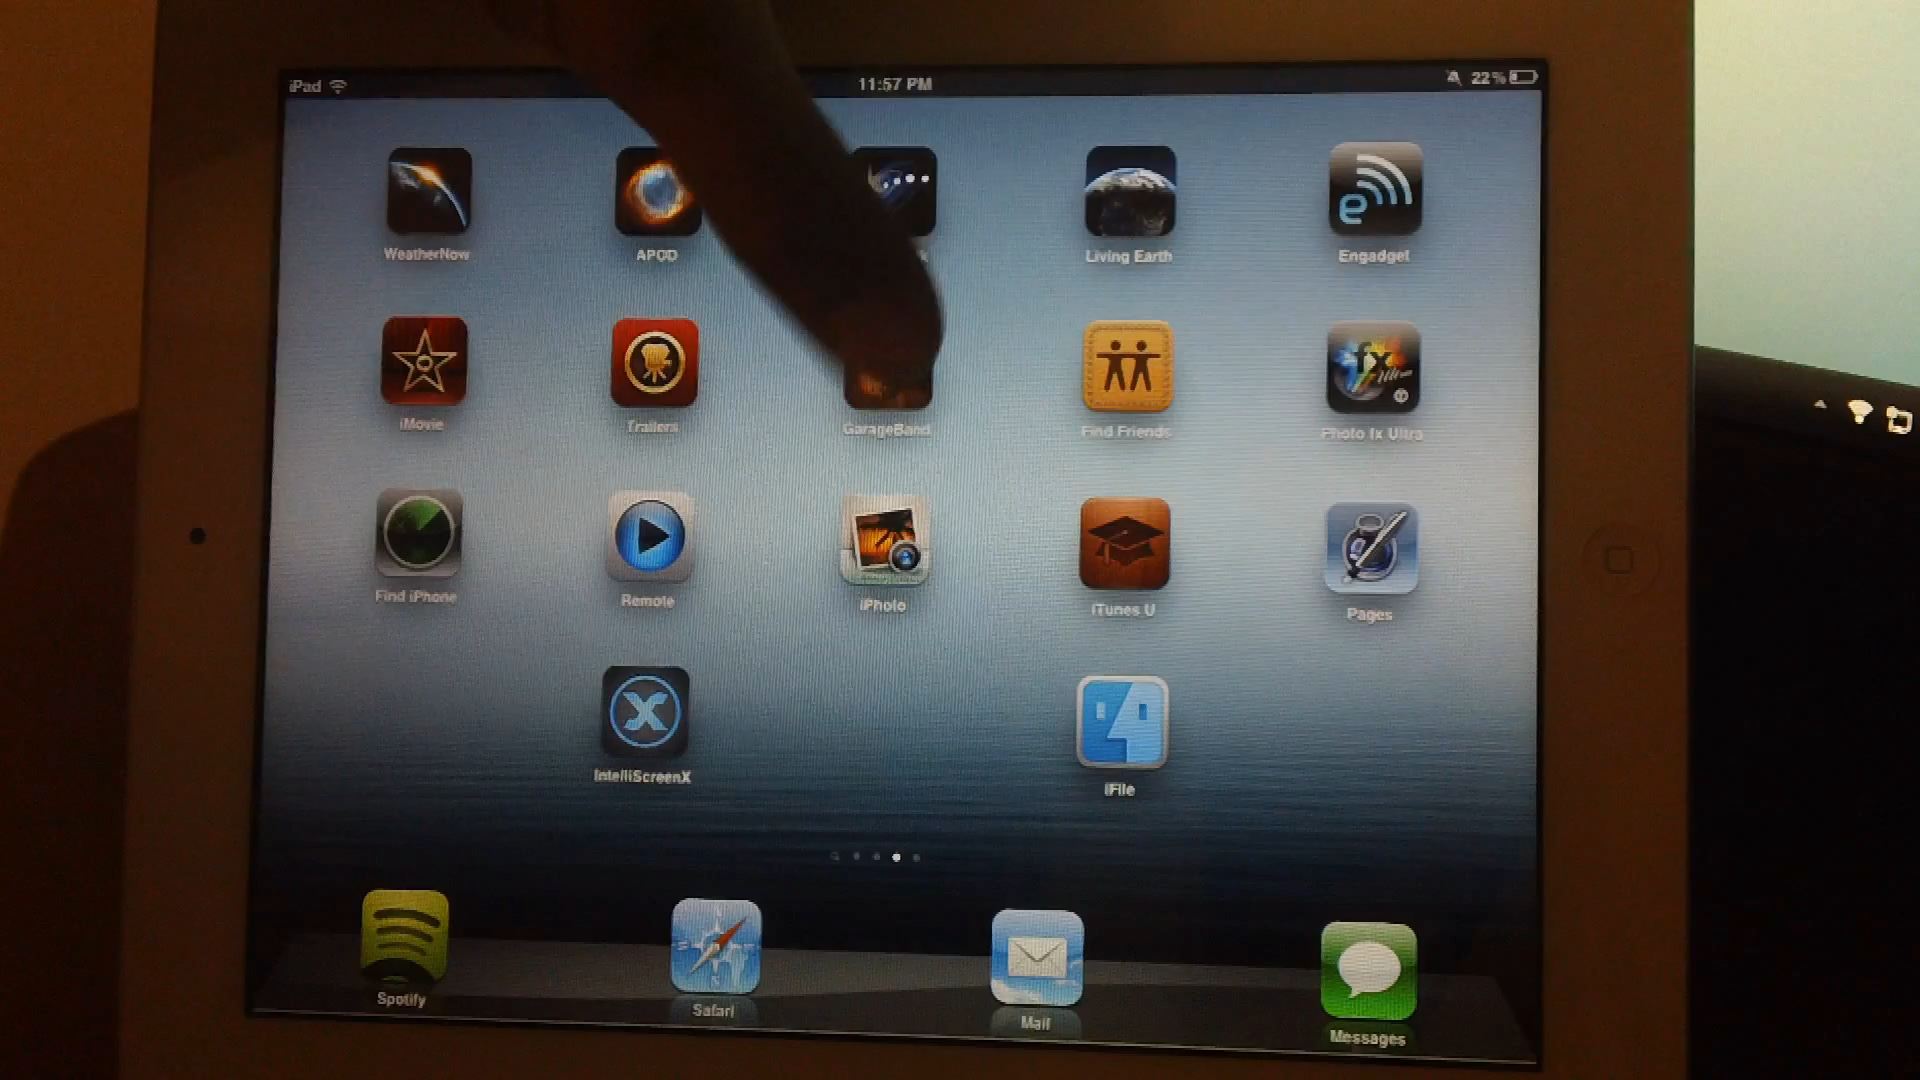 iPad
11:57 PM
22%
WeatherNow
APOD
Living Earth
Engadget
iMovie
Trailers
GarageBand
Find Friends
Photo fx Ultra
Find iPhone
Remote
iPhoto
iTunes U
Pages
IntelliScreenX
iFile
Spotify
Safari
Mail
Messages